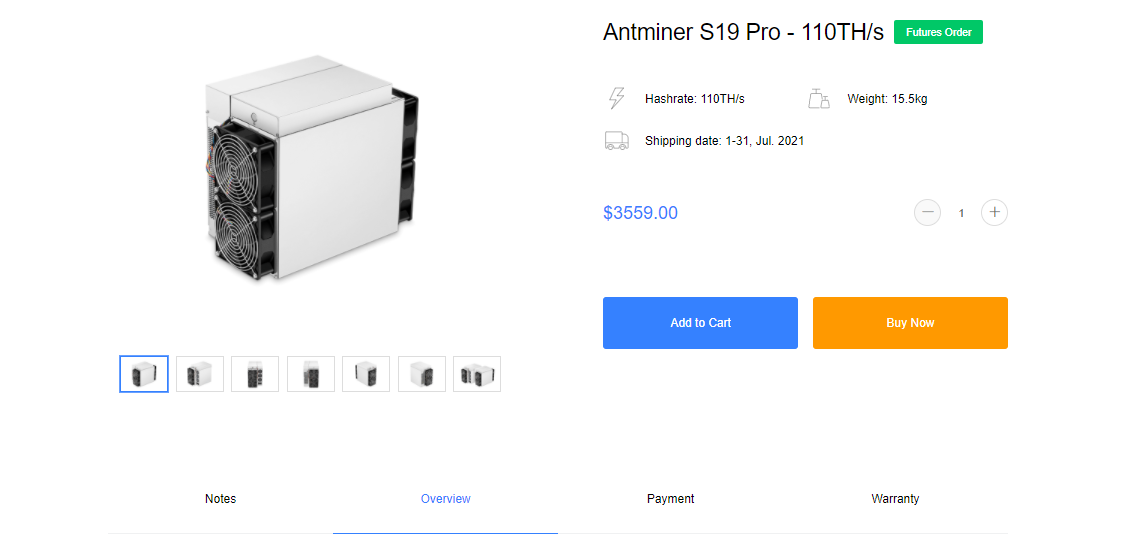 Antminer S19 Pro - 110TH/s
Futures Order
Hashrate: 110TH/s
Weight: 15.5kg
Shipping date: 1-31, Jul. 2021
$3559.00
1
Add to Cart
Buy Now
Notes
Overview
Payment
Warranty